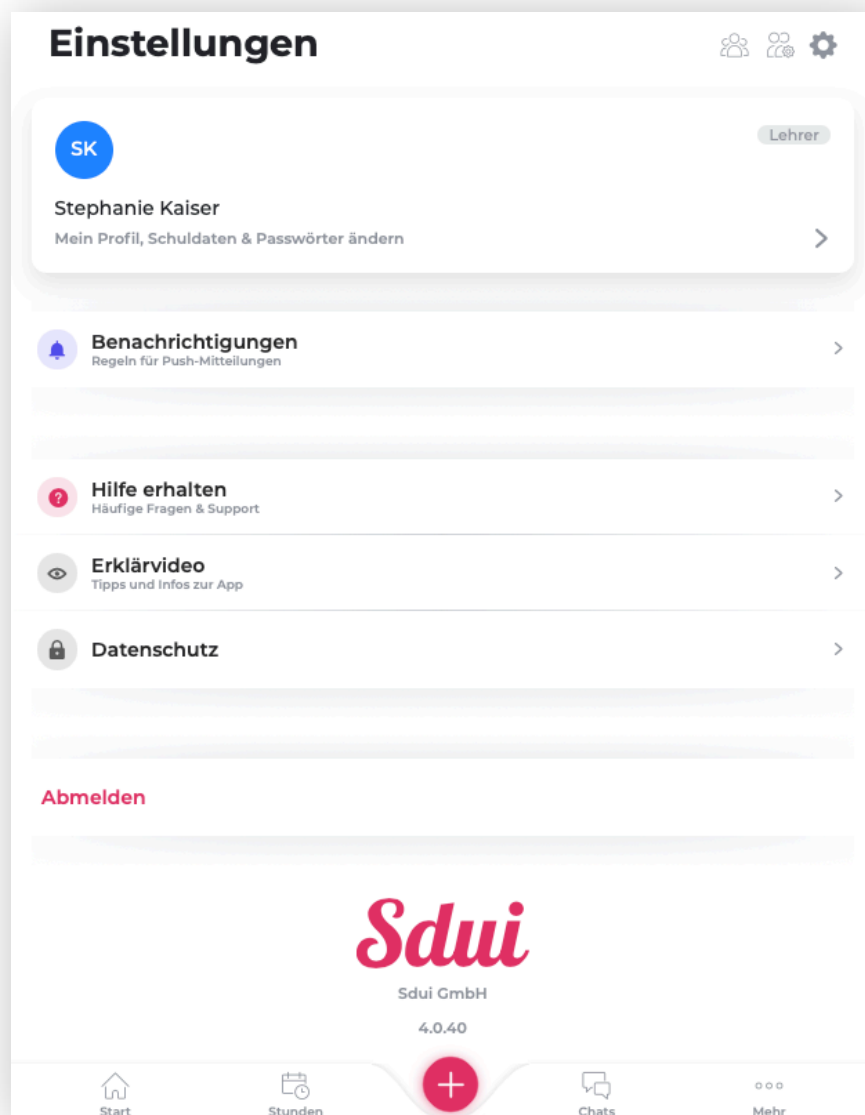 Einstellungen
SK
Lehrer
Stephanie Kaiser
Mein Profil, Schuldaten & Passwörter ändern
Benachrichtigungen
Regeln für Push-Mitteilungen
Hilfe erhalten
Häufige Fragen & Support
Erklärvideo
Tipps und Infos zur App
Datenschutz
Abmelden
Sdui
Sdui GmbH
4.0.40
Start
Stunden
Chats
Mehr